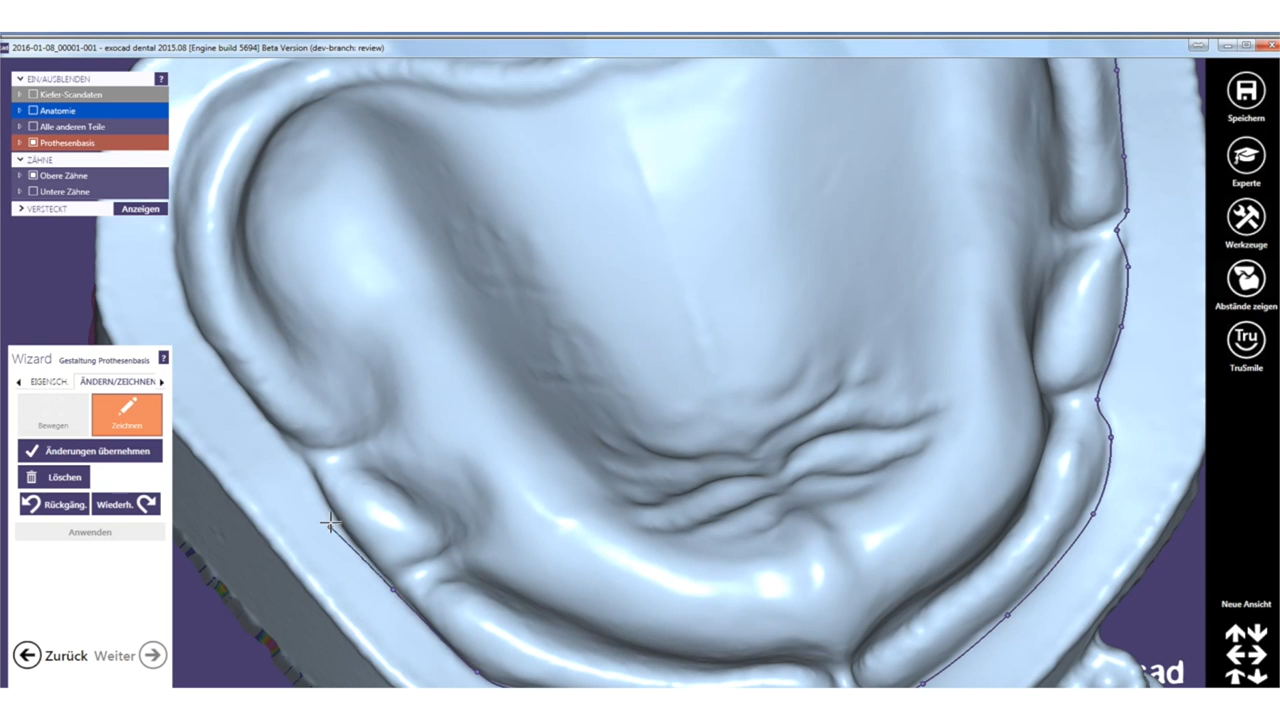 2016-01-08_00001-001 - exocad dental 2015.08 [Engine build 5694] Beta Version (dev-branch: review)
EIN/AUSBLENDEN ?
Kiefer-Scandaten
Anatomie
Alle anderen Teile
Prothesenbasis
ZÄHNE
Obere Zähne
Untere Zähne
VERSTECKT Anzeigen
Wizard Gestaltung Prothesenbasis ?
EIGENSCH. ÄNDERN/ZEICHNEN
Bewegen Zeichnen
Änderungen übernehmen
Löschen
Rückgäng. Wiederh.
Anwenden
Zurück Weiter
Speichern
Experte
Werkzeuge
Abstände zeigen
Tru
TruSmile
Neue Ansicht
ad